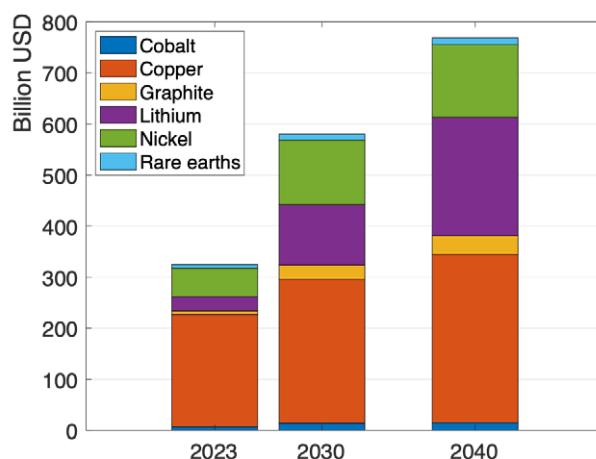 Billion USD
800
700
600
500
400
300
200
100
0
Cobalt
Copper
Graphite
Lithium
Nickel
Rare earths
2023
2030
2040